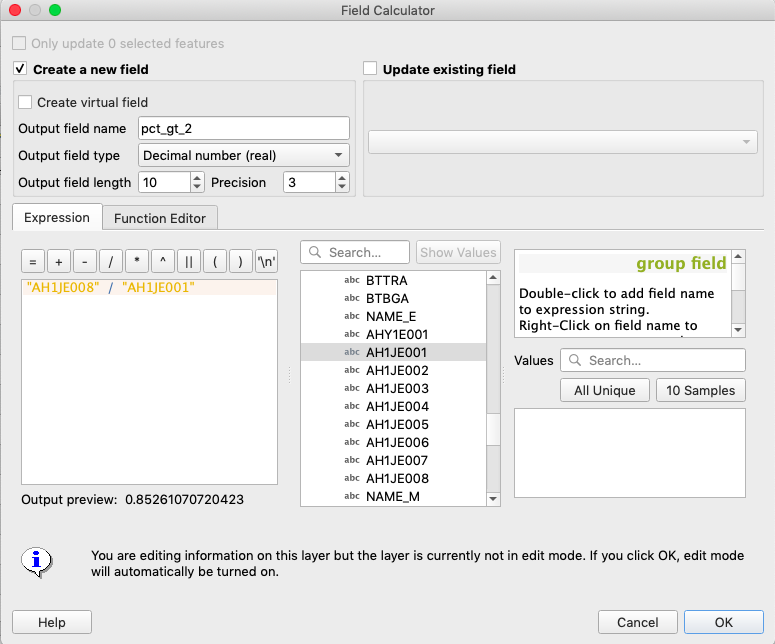 Field Calculator
Only update 0 selected features
Create a new field
Update existing field
Create virtual field
Output field name pct_gt_2
Output field type Decimal number (real)
Output field length 10 Precision 3
Expression Function Editor
= + - / * ^ || ( ) '\n'
Search... Show Values
"AH1JE008" / "AH1JE001"
abc BTTRA
abc BTBGA
abc NAME_E
abc AHY1E001
abc AH1JE001
abc AH1JE002
abc AH1JE003
abc AH1JE004
abc AH1JE005
abc AH1JE006
abc AH1JE007
abc AH1JE008
abc NAME_M
group field
Double-click to add field name
to expression string.
Right-Click on field name to
Values Search...
All Unique 10 Samples
Output preview: 0.85261070720423
i You are editing information on this layer but the layer is currently not in edit mode. If you click OK, edit mode
will automatically be turned on.
Help Cancel OK